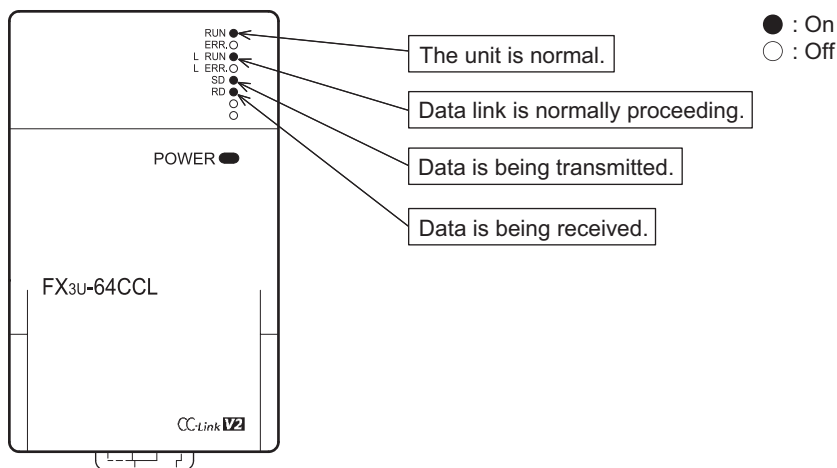 RUN
ERR.
L RUN
L ERR.
SD
RD
POWER
FX3U-64CCL
CC-Link V2
The unit is normal.
Data link is normally proceeding.
Data is being transmitted.
Data is being received.
: On
: Off